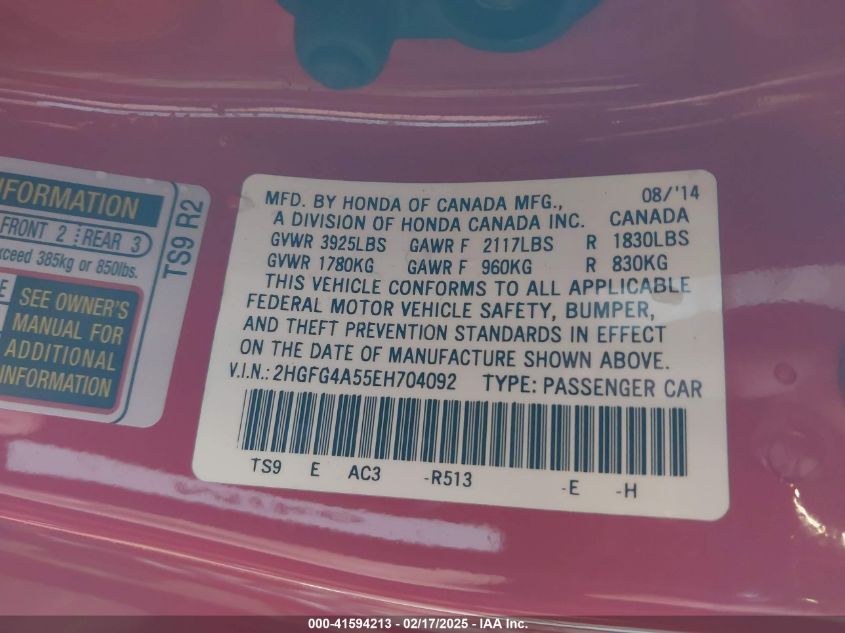 NFORMATION
FRONT 2 REAR 3
xceed 385kg or 850lbs.
E SEE OWNER'S
MANUAL FOR
ADDITIONAL
INFORMATION
TS9 R2
MFD. BY HONDA OF CANADA MFG., 08/'14
A DIVISION OF HONDA CANADA INC. CANADA
GVWR 3925LBS GAWR F 2117LBS R 1830LBS
GVWR 1780KG GAWR F 960KG R 830KG
THIS VEHICLE CONFORMS TO ALL APPLICABLE
FEDERAL MOTOR VEHICLE SAFETY, BUMPER,
AND THEFT PREVENTION STANDARDS IN EFFECT
ON THE DATE OF MANUFACTURE SHOWN ABOVE.
V.I.N.: 2HGFG4A55EH704092 TYPE: PASSENGER CAR
TS9 E AC3 -R513 -E -H
000-41594213 - 02/17/2025 - IAA Inc.